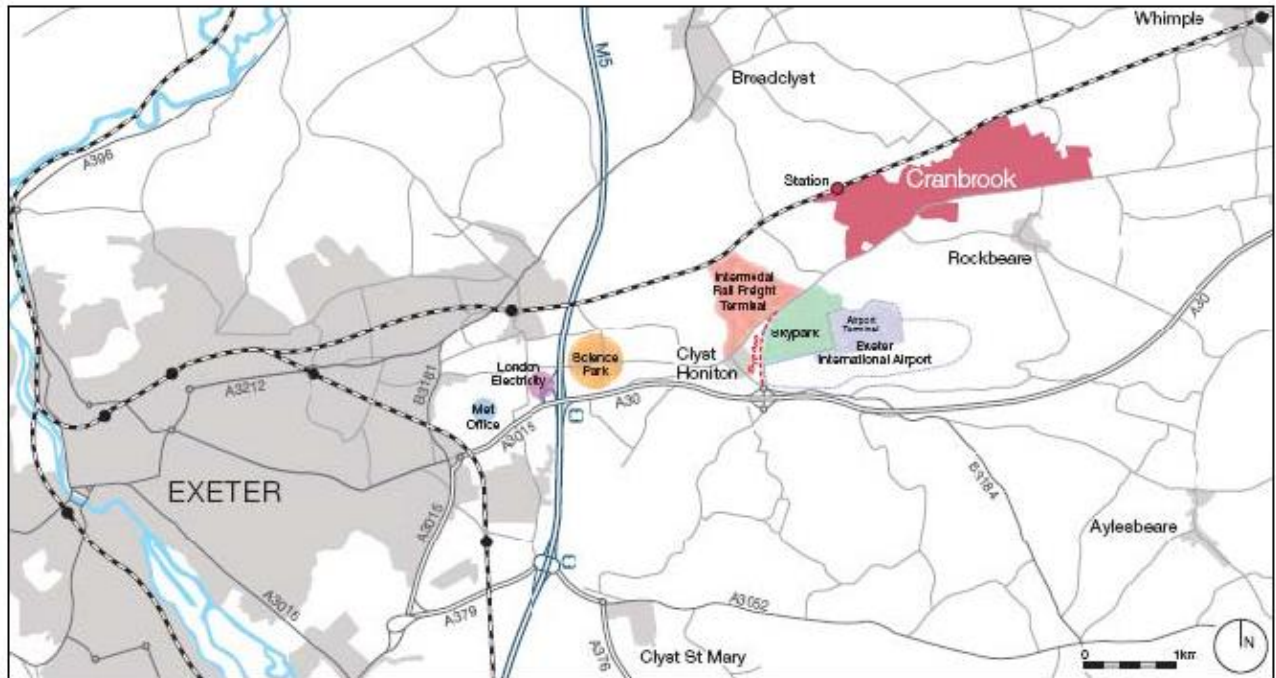 Whimple
M5
Broadclyst
A396
Station
Cranbrook
Rockbeare
Intermodal
Rail Freight
Terminal
A30
Airport
Terminal
Skypark
Exeter
International Airport
Clyst
Honiton
Science
Park
London
Electricity
A3212
B3181
A30
Met
Office
A3015
B3184
EXETER
A3015
Aylesbeare
A3016
A379
A3052
A376
Clyst St Mary
0 1km
N